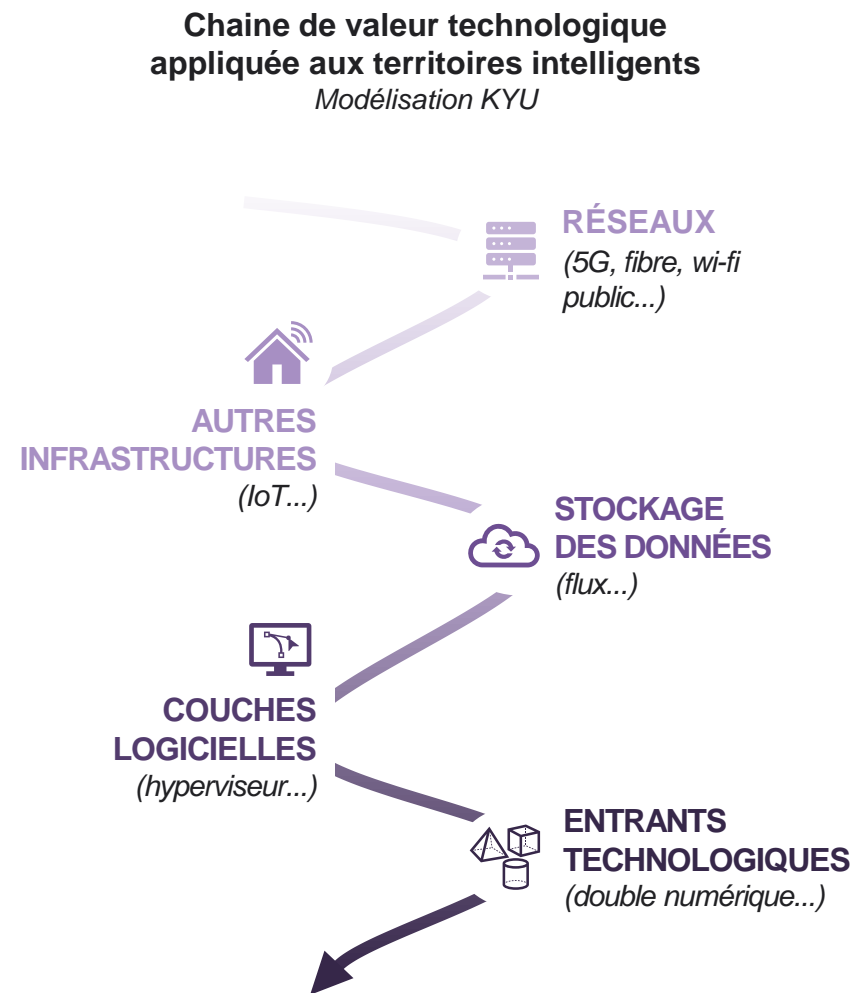 Chaine de valeur technologique
appliquée aux territoires intelligents
Modélisation KYU
RÉSEAUX
(5G, fibre, wi-fi
public...)
AUTRES
INFRASTRUCTURES
(IoT...)
STOCKAGE
DES DONNÉES
(flux...)
COUCHES
LOGICIELLES
(hyperviseur...)
ENTRANTS
TECHNOLOGIQUES
(double numérique...)